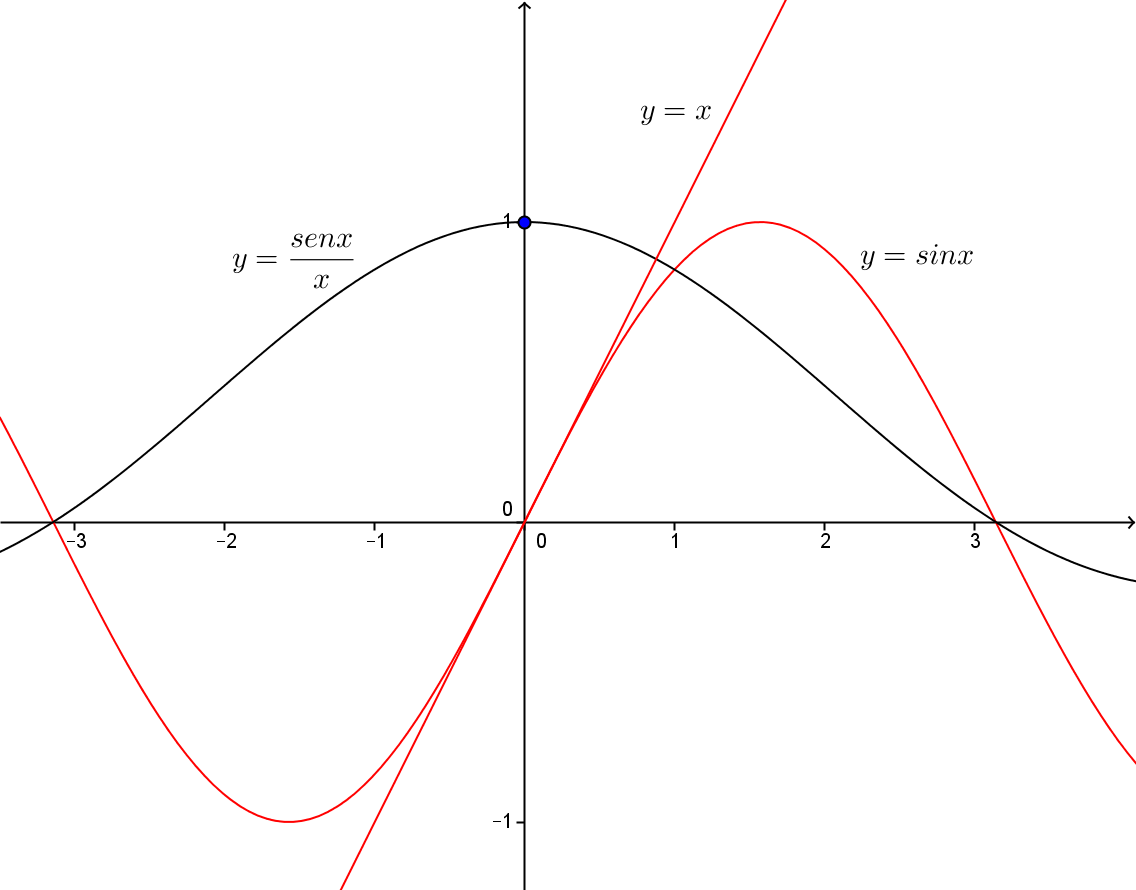 y = x
1
y = senx/x
y = sinx
0
−3 −2 −1 0 1 2 3
−1